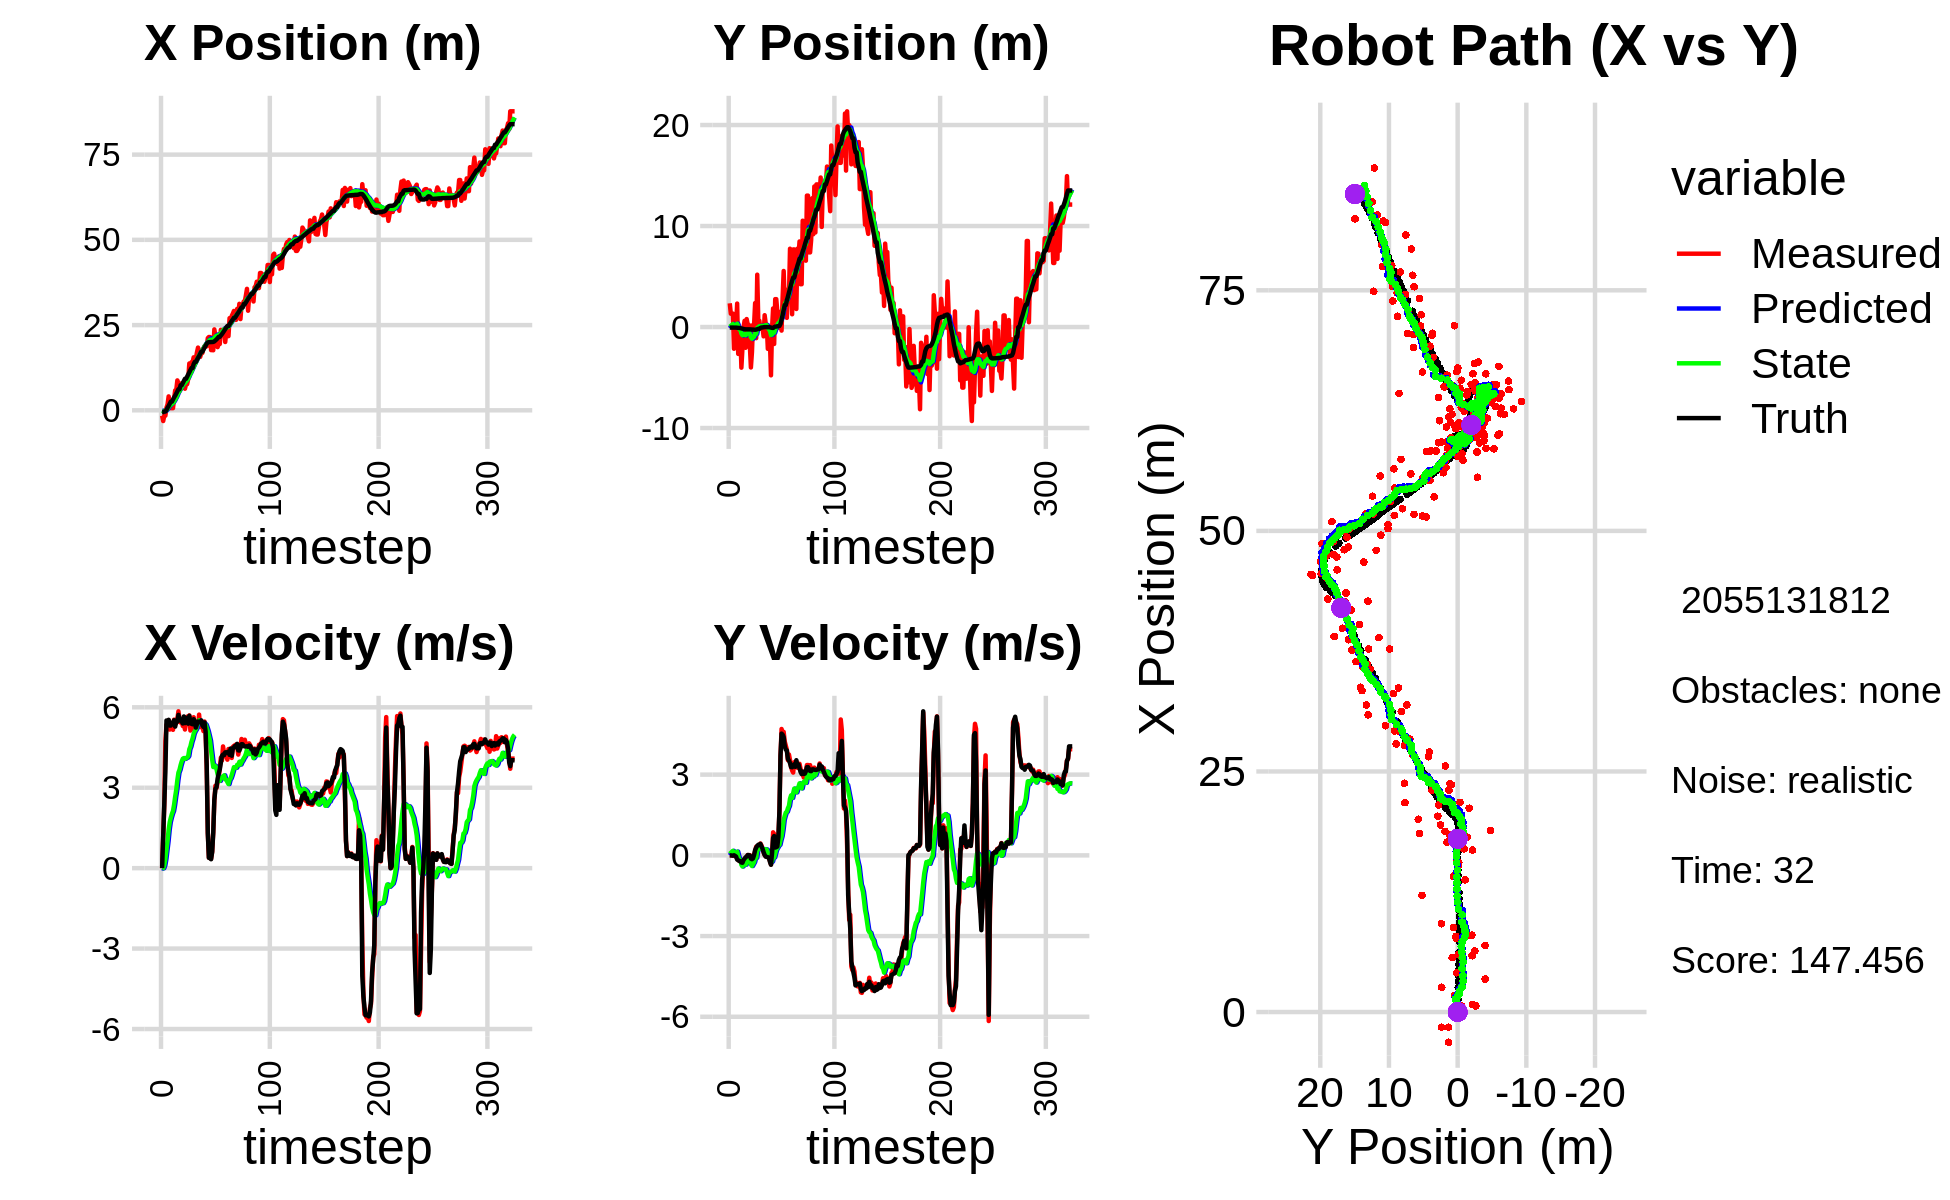 X Position (m)
75
50
25
0
0
100
200
300
timestep
Y Position (m)
20
10
0
-10
0
100
200
300
timestep
X Velocity (m/s)
6
3
0
-3
-6
0
100
200
300
timestep
Y Velocity (m/s)
3
0
-3
-6
0
100
200
300
timestep
Robot Path (X vs Y)
X Position (m)
75
50
25
0
20 10 0 -10 -20
Y Position (m)
variable
Measured
Predicted
State
Truth
2055131812
Obstacles: none
Noise: realistic
Time: 32
Score: 147.456